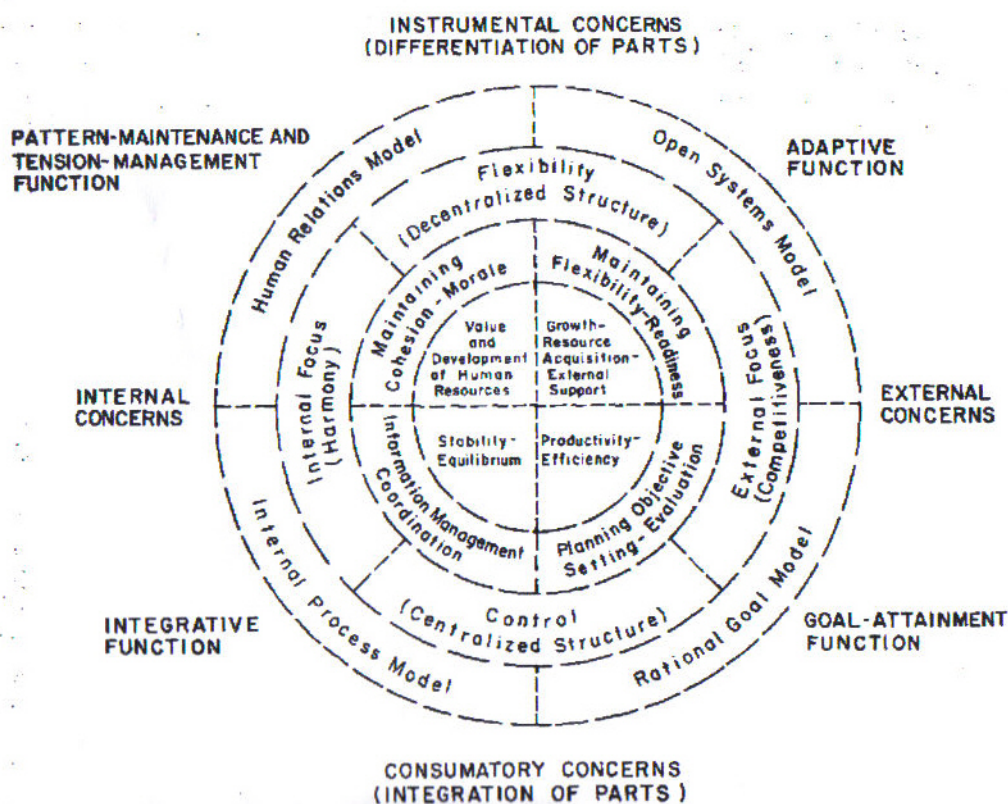 INSTRUMENTAL CONCERNS
(DIFFERENTIATION OF PARTS)
PATTERN-MAINTENANCE AND
TENSION-MANAGEMENT
FUNCTION
ADAPTIVE
FUNCTION
Human Relations Model
Open Systems Model
Flexibility
(Decentralized Structure)
Maintaining
Cohesion-Morale
Maintaining
Flexibility-Readiness
Value
and
Development
of Human
Resources
Growth-
Resource
Acquisition-
External
Support
INTERNAL
CONCERNS
Internal Focus
(Harmony)
External Focus
(Competitiveness)
EXTERNAL
CONCERNS
Stability-
Equilibrium
Productivity-
Efficiency
Information Management
Coordination
Planning Objective
Setting-Evaluation
Control
(Centralized Structure)
Internal Process Model
Rational Goal Model
INTEGRATIVE
FUNCTION
GOAL-ATTAINMENT
FUNCTION
CONSUMATORY CONCERNS
(INTEGRATION OF PARTS)